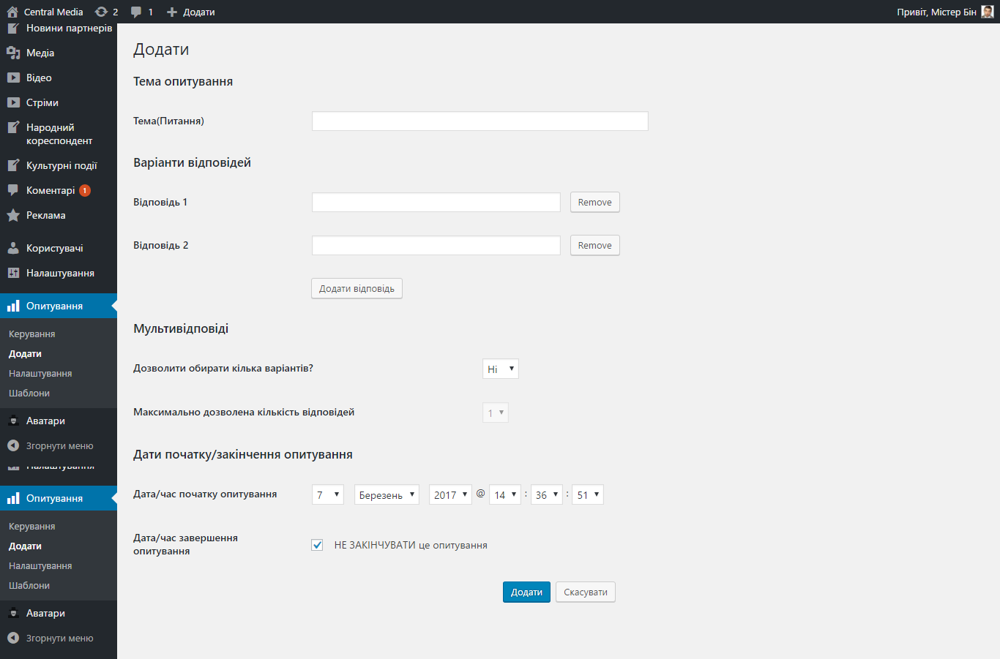 Central Media 2 1 Додати Привіт, Містер Бін
Новини партнерів
Медіа
Відео
Стріми
Народний
кореспондент
Культурні події
Коментарі 1
Реклама
Користувачі
Налаштування
Опитування
Керування
Додати
Налаштування
Шаблони
Аватари
Згорнути меню
Налаштування
Опитування
Керування
Додати
Налаштування
Шаблони
Аватари
Згорнути меню
Додати
Тема опитування
Тема(Питання)
Варіанти відповідей
Відповідь 1 Remove
Відповідь 2 Remove
Додати відповідь
Мультивідповіді
Дозволити обирати кілька варіантів? Ні
Максимально дозволена кількість відповідей 1
Дати початку/закінчення опитування
Дата/час початку опитування 7 Березень 2017 @ 14 : 36 : 51
Дата/час завершення
опитування
НЕ ЗАКІНЧУВАТИ це опитування
Додати Скасувати